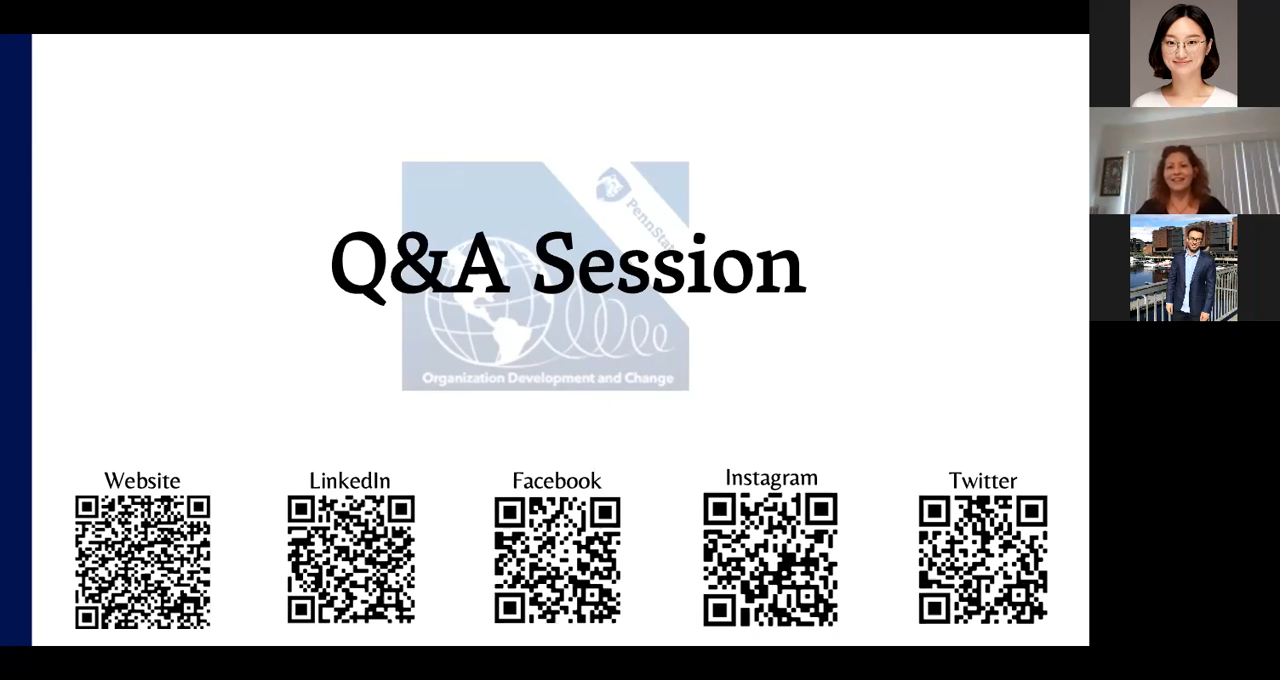 PennState
Q&A Session
Organization Development and Change
Website
LinkedIn
Facebook
Instagram
Twitter